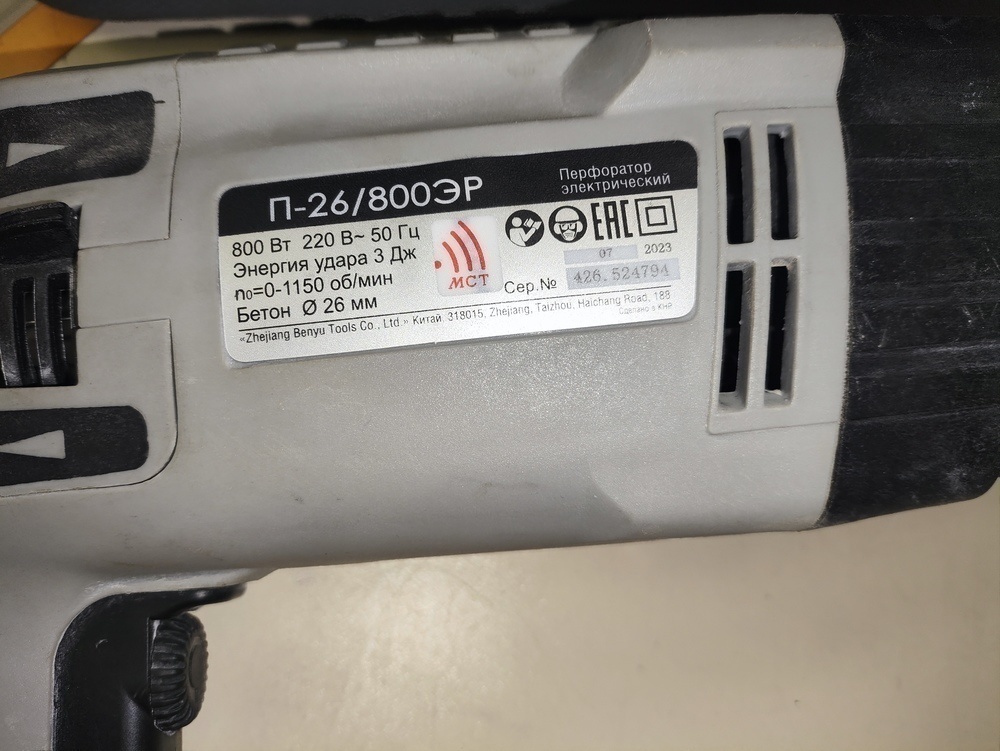 П-26/800ЭР
Перфоратор
электрический
800 Вт 220 В~ 50 Гц
Энергия удара 3 Дж
n₀=0-1150 об/мин
Бетон Ø 26 мм
МСТ
EAC
07 2023
Сер.№ 426.524794
«Zhejiang Benyu Tools Co., Ltd.» Китай. 318015, Zhejiang, Taizhou, Haichang Road, 188
Сделано в КНР